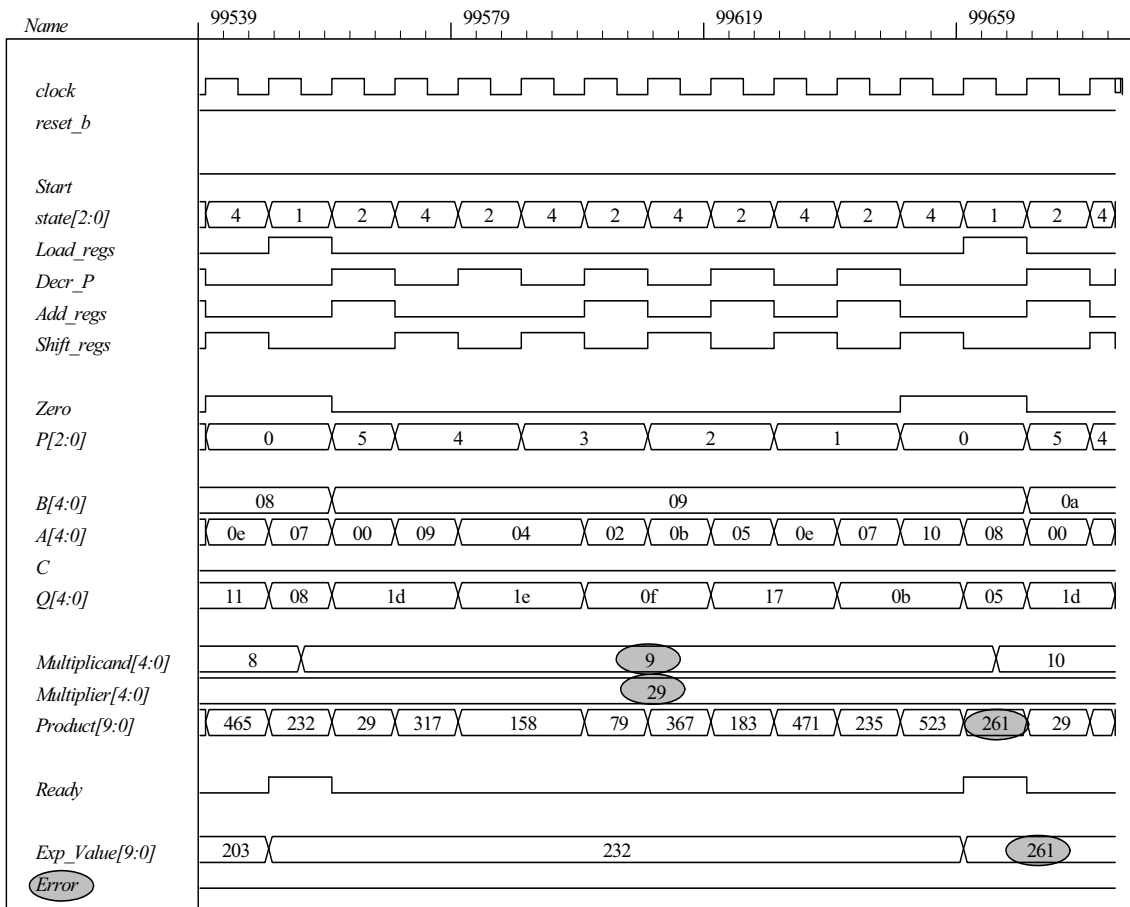 Name 99539 99579 99619 99659
clock
reset_b
Start
state[2:0] 4 1 2 4 2 4 2 4 2 4 2 4 1 2 4
Load_regs
Decr_P
Add_regs
Shift_regs
Zero
P[2:0] 0 5 4 3 2 1 0 5 4
B[4:0] 08 09 0a
A[4:0] 0e 07 00 09 04 02 0b 05 0e 07 10 08 00
C
Q[4:0] 11 08 1d 1e 0f 17 0b 05 1d
Multiplicand[4:0] 8 9 10
Multiplier[4:0] 29
Product[9:0] 465 232 29 317 158 79 367 183 471 235 523 261 29
Ready
Exp_Value[9:0] 203 232 261
Error